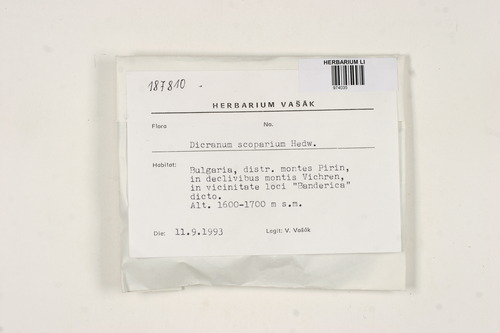 HERBARIUM LI
974035
187810 -
HERBARIUM VAŠÁK
Flora No.
Dicranum scoparium Hedw.
Habitat:
Bulgaria, distr. montes Pirin,
in declivibus montis Vichren,
in vicinitate loci "Banderica"
dicto.
Alt. 1600-1700 m s.m.
Die: 11.9.1993 Legit: V. Vašák